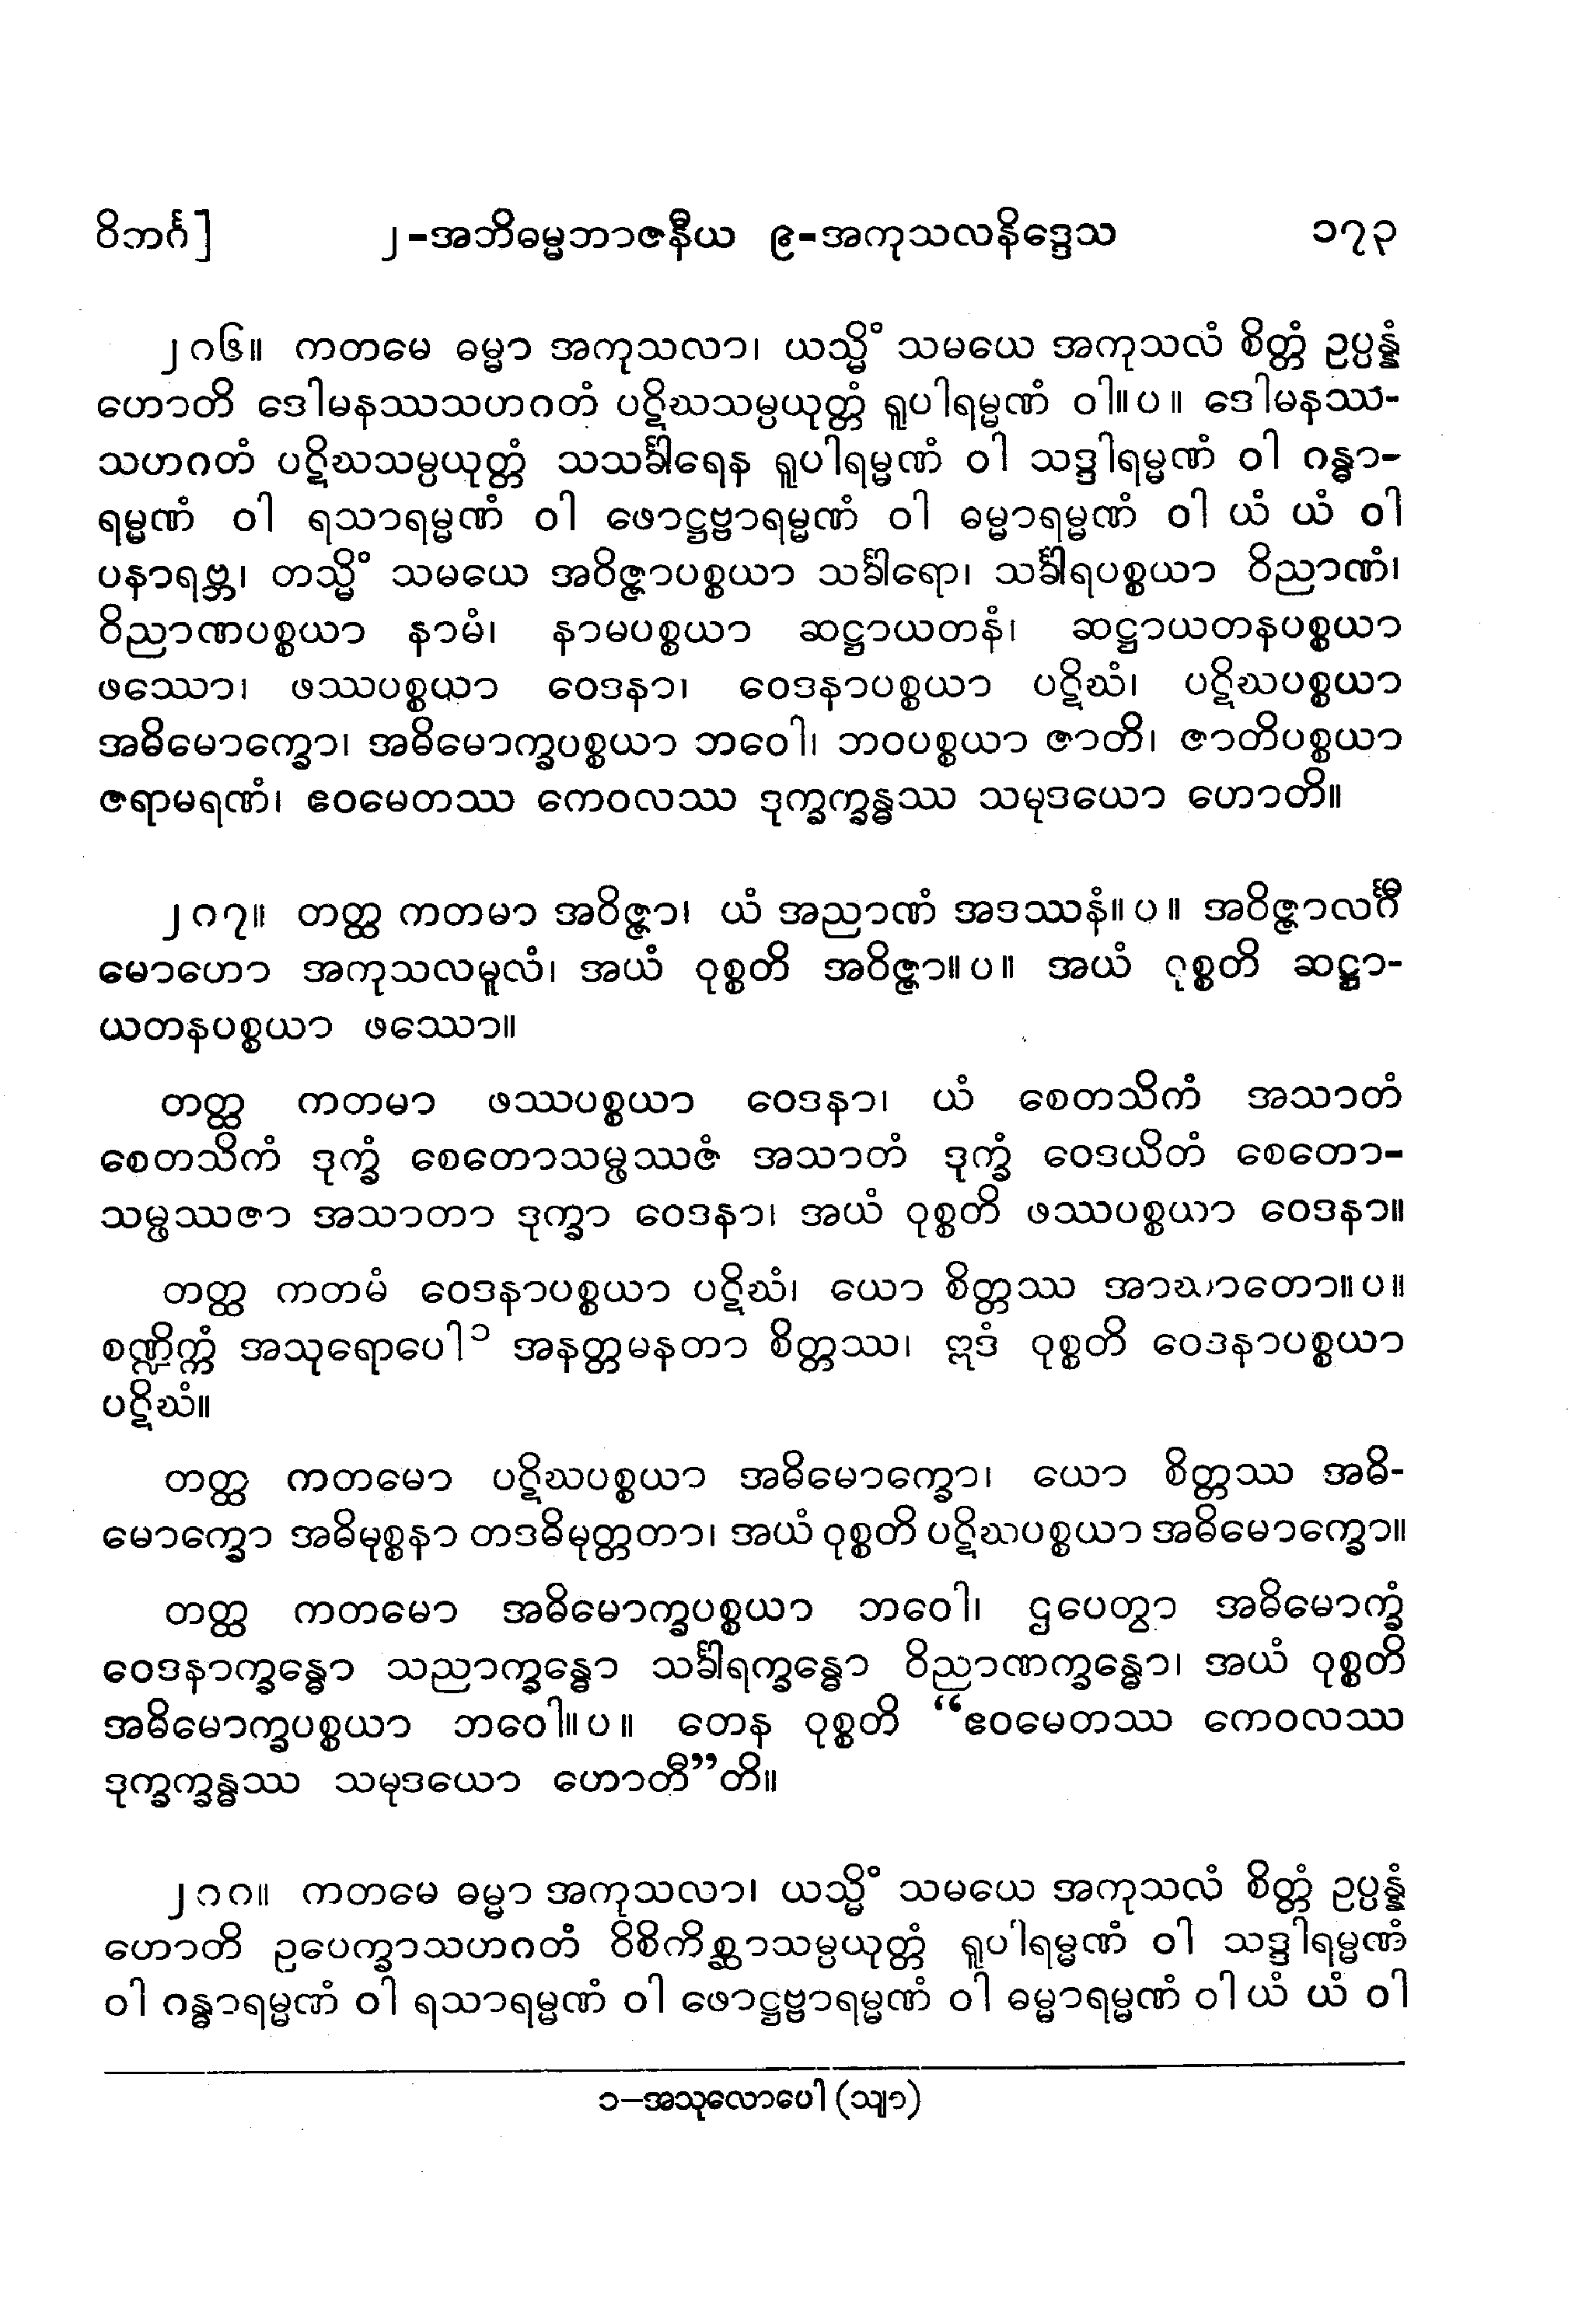 ဝိဘင်္ဂ] ၂-အဘိဓမ္မဘာဇနီယ ၉-အကုသလနိဒ္ဒေသ ၁၇၃
၂၈၆။ ကတမေ ဓမ္မာ အကုသလာ၊ ယသ္မိံ သမယေ အကုသလံ စိတ္တံ ဥပ္ပန္နံ
ဟောတိ ဒေါမနဿသဟဂတံ ပဋိဃသမ္ပယုတ္တံ ရူပါရမ္မဏံ ဝါ။ပ။ ဒေါမနဿ-
သဟဂတံ ပဋိဃသမ္ပယုတ္တံ သသင်္ခါရေန ရူပါရမ္မဏံ ဝါ သဒ္ဒါရမ္မဏံ ဝါ ဂန္ဓာ-
ရမ္မဏံ ဝါ ရသာရမ္မဏံ ဝါ ဖောဋ္ဌဗ္ဗာရမ္မဏံ ဝါ ဓမ္မာရမ္မဏံ ဝါ ယံ ယံ ဝါ
ပနာရဗ္ဘ၊ တသ္မိံ သမယေ အဝိဇ္ဇာပစ္စယာ သင်္ခါရော၊ သင်္ခါရပစ္စယာ ဝိညာဏံ၊
ဝိညာဏပစ္စယာ နာမံ၊ နာမပစ္စယာ ဆဋ္ဌာယတနံ၊ ဆဋ္ဌာယတနပစ္စယာ
ဖဿော၊ ဖဿပစ္စယာ ဝေဒနာ၊ ဝေဒနာပစ္စယာ ပဋိဃံ၊ ပဋိဃပစ္စယာ
အဓိမောက္ခော၊ အဓိမောက္ခပစ္စယာ ဘဝေါ၊ ဘဝပစ္စယာ ဇာတိ၊ ဇာတိပစ္စယာ
ဇရာမရဏံ၊ ဧဝမေတဿ ကေဝလဿ ဒုက္ခက္ခန္ဓဿ သမုဒယော ဟောတိ။
၂၈၇။ တတ္ထ ကတမာ အဝိဇ္ဇာ၊ ယံ အညာဏံ အဒဿနံ။ပ။ အဝိဇ္ဇာလင်္ဂီ
မောဟော အကုသလမူလံ၊ အယံ ဝုစ္စတိ အဝိဇ္ဇာ။ပ။ အယံ ဝုစ္စတိ ဆဋ္ဌာ-
ယတနပစ္စယာ ဖဿော။
တတ္ထ ကတမာ ဖဿပစ္စယာ ဝေဒနာ၊ ယံ စေတသိကံ အသာတံ
စေတသိကံ ဒုက္ခံ စေတောသမ္ဖဿဇံ အသာတံ ဒုက္ခံ ဝေဒယိတံ စေတော-
သမ္ဖဿဇာ အသာတာ ဒုက္ခာ ဝေဒနာ၊ အယံ ဝုစ္စတိ ဖဿပစ္စယာ ဝေဒနာ။
တတ္ထ ကတမံ ဝေဒနာပစ္စယာ ပဋိဃံ၊ ယော စိတ္တဿ အာဃာတော။ပ။
စဏ္ဍိက္ကံ အသုရောပေါ၁ အနတ္တမနတာ စိတ္တဿ၊ ဣဒံ ဝုစ္စတိ ဝေဒနာပစ္စယာ
ပဋိဃံ။
တတ္ထ ကတမော ပဋိဃပစ္စယာ အဓိမောက္ခော၊ ယော စိတ္တဿ အဓိ-
မောက္ခော အဓိမုစ္စနာ တဒဓိမုတ္တတာ၊ အယံ ဝုစ္စတိ ပဋိဃပစ္စယာ အဓိမောက္ခော။
တတ္ထ ကတမော အဓိမောက္ခပစ္စယာ ဘဝေါ၊ ဌပေတွာ အဓိမောက္ခံ
ဝေဒနာက္ခန္ဓော သညာက္ခန္ဓော သင်္ခါရက္ခန္ဓော ဝိညာဏက္ခန္ဓော၊ အယံ ဝုစ္စတိ
အဓိမောက္ခပစ္စယာ ဘဝေါ။ပ။ တေန ဝုစ္စတိ “ဧဝမေတဿ ကေဝလဿ
ဒုက္ခက္ခန္ဓဿ သမုဒယော ဟောတီ”တိ။
၂၈၈။ ကတမေ ဓမ္မာ အကုသလာ၊ ယသ္မိံ သမယေ အကုသလံ စိတ္တံ ဥပ္ပန္နံ
ဟောတိ ဥပေက္ခာသဟဂတံ ဝိစိကိစ္ဆာသမ္ပယုတ္တံ ရူပါရမ္မဏံ ဝါ သဒ္ဒါရမ္မဏံ
ဝါ ဂန္ဓာရမ္မဏံ ဝါ ရသာရမ္မဏံ ဝါ ဖောဋ္ဌဗ္ဗာရမ္မဏံ ဝါ ဓမ္မာရမ္မဏံ ဝါ ယံ ယံ ဝါ
၁—အသုလောပေါ (သျာ)